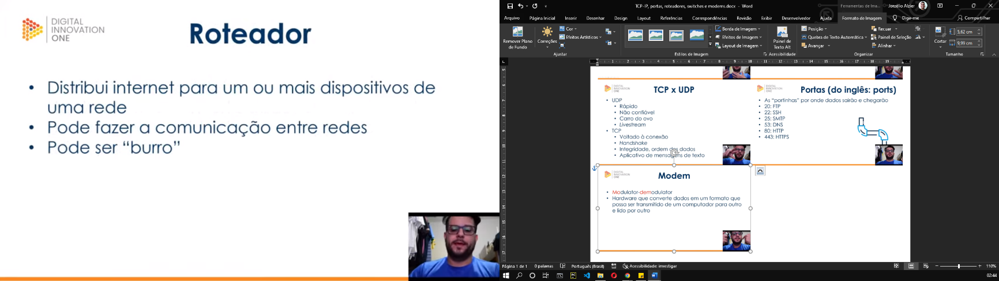 DIGITAL
INNOVATION
ONE
Roteador
• Distribui internet para um ou mais dispositivos de
uma rede
• Pode fazer a comunicação entre redes
• Pode ser “burro”
TCP-IP, portas, roteadores, switches e modems.docx - Word
Ferramentas de Ima...
Jorzélio Alzier
Arquivo
Página Inicial
Inserir
Desenhar
Design
Layout
Referências
Correspondências
Revisão
Exibir
Desenvolvedor
Ajuda
Formato de Imagem
Diga-me
Compartilhar
Remover Plano
de Fundo
Correções
Cor
Efeitos Artísticos
Ajustar
Borda de Imagem
Efeitos de Imagem
Layout de Imagem
Estilos de Imagem
Painel de
Texto Alt
Acessibilidade
Posição
Quebra de Texto Automática
Avançar
Recuar
Painel de Seleção
Alinhar
Organizar
Cortar
5,62 cm
9,99 cm
Tamanho
DIGITAL
INNOVATION
ONE
TCP x UDP
• UDP
• Rápido
• Não confiável
• Carro do ovo
• Livestream
• TCP
• Voltado à conexão
• Handshake
• Integridade, ordem dos dados
• Aplicativo de mensagens de texto
DIGITAL
INNOVATION
ONE
Portas (do inglês: ports)
• As “portinhas” por onde dados sairão e chegarão
• 20: FTP
• 22: SSH
• 25: SMTP
• 53: DNS
• 80: HTTP
• 443: HTTPS
DIGITAL
INNOVATION
ONE
Modem
• Modulator-demodulator
• Hardware que converte dados em um formato que
possa ser transmitido de um computador para outro
e lido por outro
Página 1 de 1
0 palavras
Português (Brasil)
Acessibilidade: investigar
110%
02:44